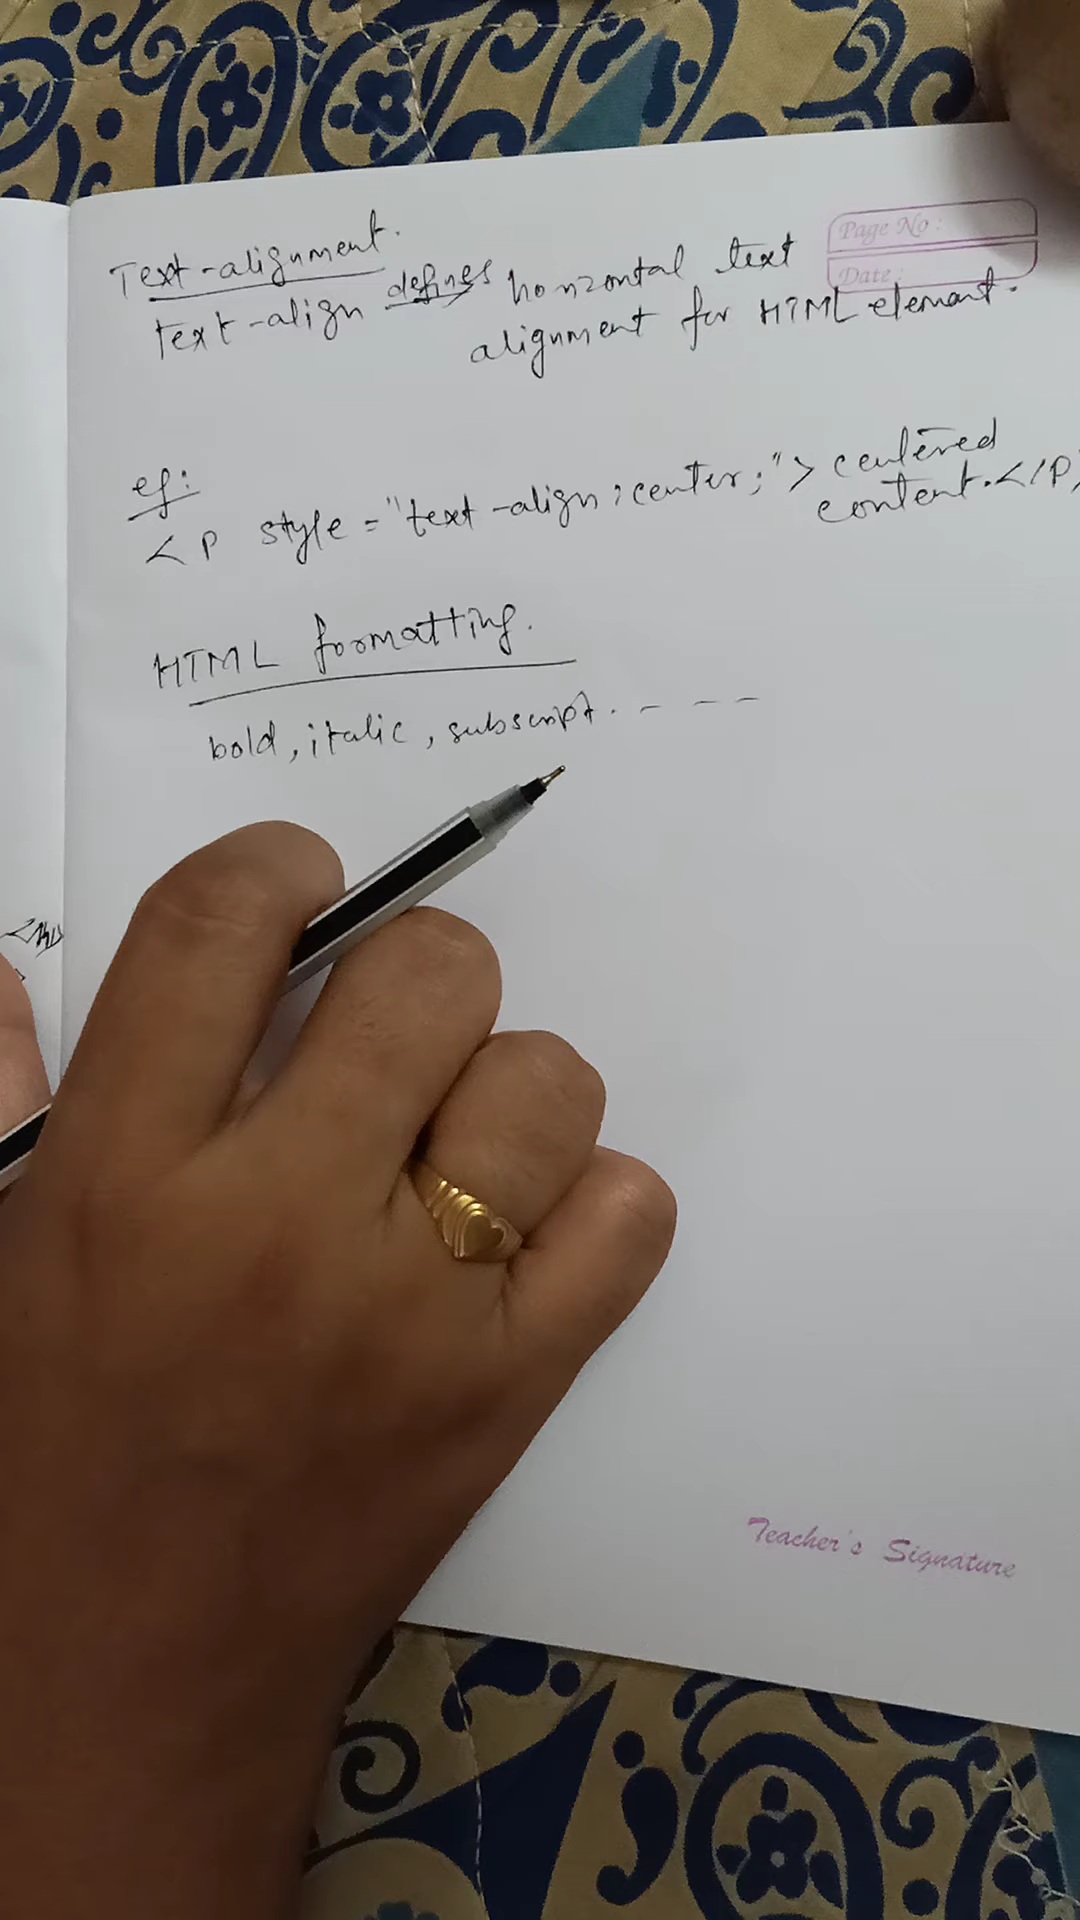 Page No :
Date :
Text-alignment.
text-align defines horizontal text
alignment for HTML element.
eg:
<p style="text-align:center;"> centered
content.</p>
HTML formatting.
bold, italic, subscript. - - - -
Teacher's Signature